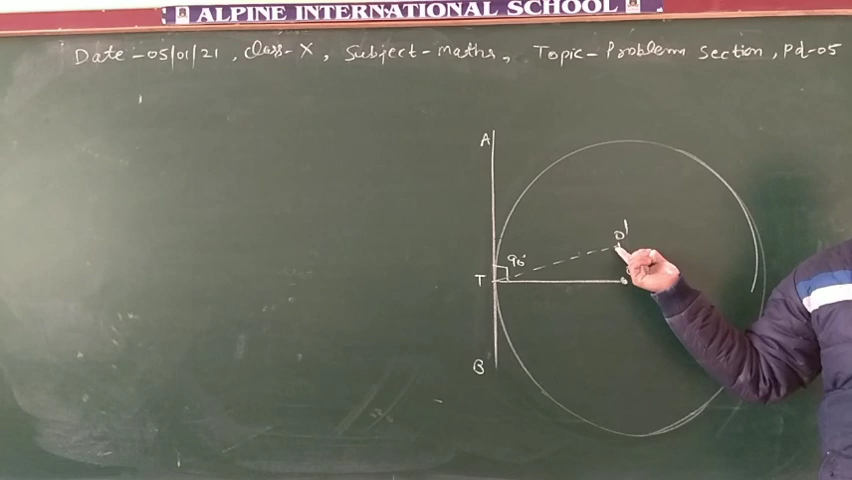 ALPINE INTERNATIONAL SCHOOL
Date - 05/01/21, Class- X, Subject - Maths, Topic - Problem Section, Pd-05
A
O'
90°
T
B